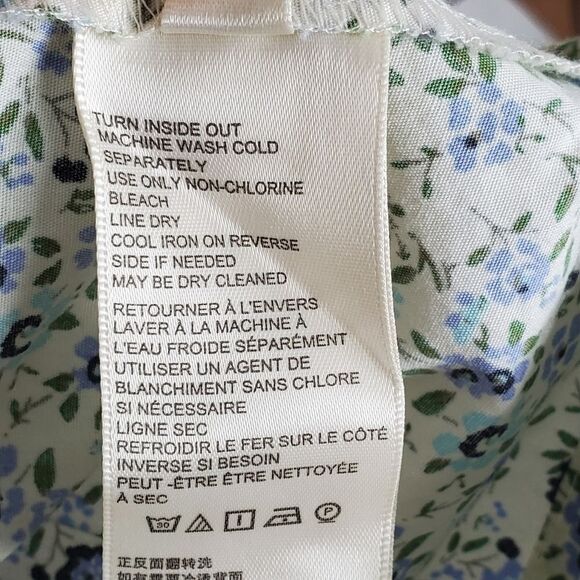 TURN INSIDE OUT
MACHINE WASH COLD
SEPARATELY
USE ONLY NON-CHLORINE
BLEACH
LINE DRY
COOL IRON ON REVERSE
SIDE IF NEEDED
MAY BE DRY CLEANED
RETOURNER À L'ENVERS
LAVER À LA MACHINE À
L'EAU FROIDE SÉPARÉMENT
UTILISER UN AGENT DE
BLANCHIMENT SANS CHLORE
SI NÉCESSAIRE
LIGNE SEC
REFROIDIR LE FER SUR LE CÔTÉ
INVERSE SI BESOIN
PEUT -ÊTRE ÊTRE NETTOYÉE
À SEC
30 P
正反面翻转洗